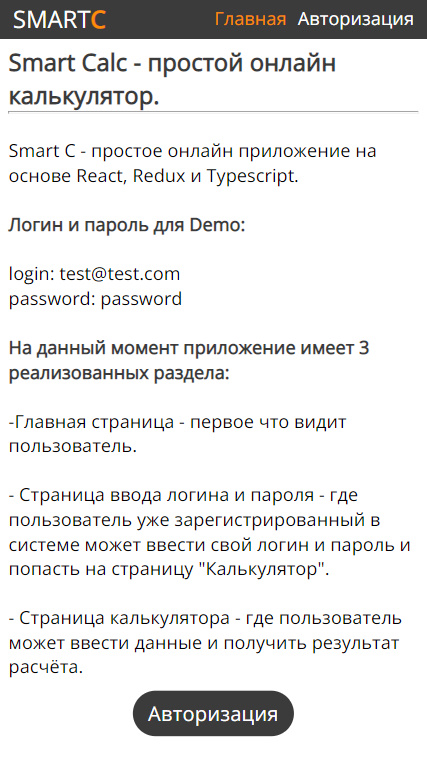 SMARTC Главная Авторизация
Smart Calc - простой онлайн
калькулятор.
Smart C - простое онлайн приложение на
основе React, Redux и Typescript.
Логин и пароль для Demo:
login: test@test.com
password: password
На данный момент приложение имеет 3
реализованных раздела:
-Главная страница - первое что видит
пользователь.
- Страница ввода логина и пароля - где
пользователь уже зарегистрированный в
системе может ввести свой логин и пароль и
попасть на страницу "Калькулятор".
- Страница калькулятора - где пользователь
может ввести данные и получить результат
расчёта.
Авторизация